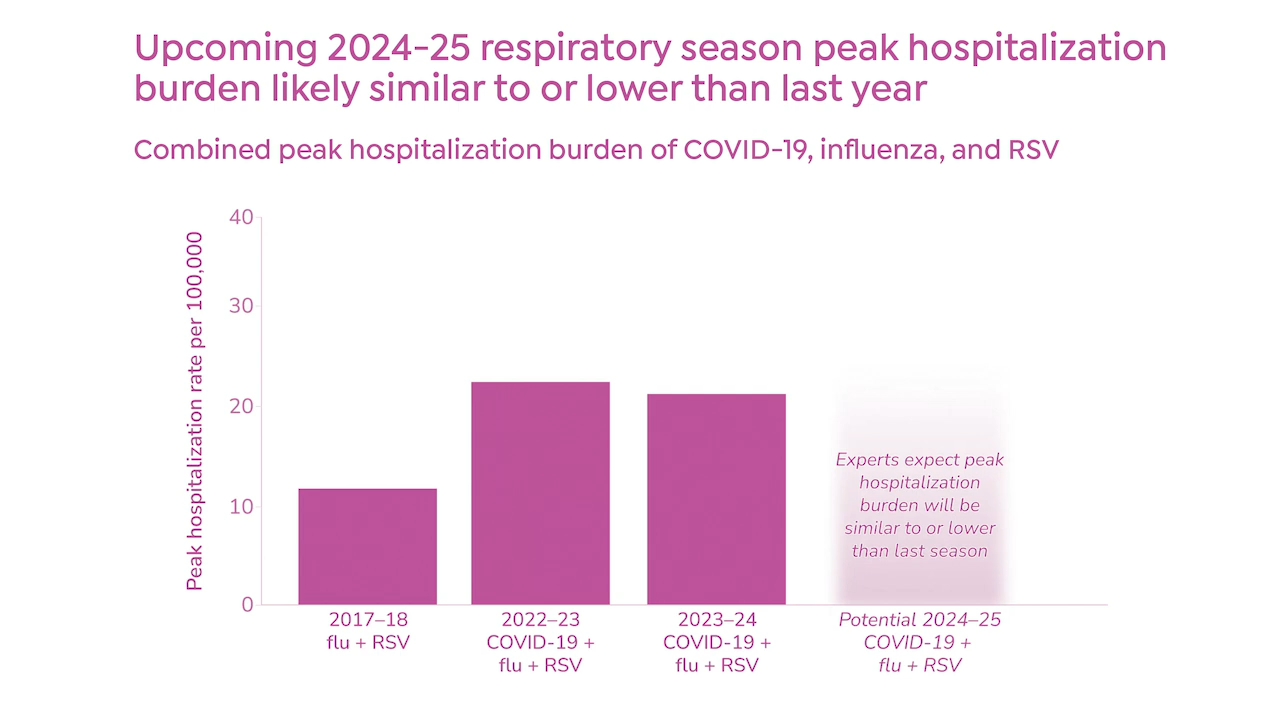 Upcoming 2024-25 respiratory season peak hospitalization
burden likely similar to or lower than last year
Combined peak hospitalization burden of COVID-19, influenza, and RSV
Peak hospitalization rate per 100,000
40
30
20
10
0
Experts expect peak
hospitalization
burden will be
similar to or lower
than last season
2017–18
flu + RSV
2022–23
COVID-19 +
flu + RSV
2023–24
COVID-19 +
flu + RSV
Potential 2024–25
COVID-19 +
flu + RSV